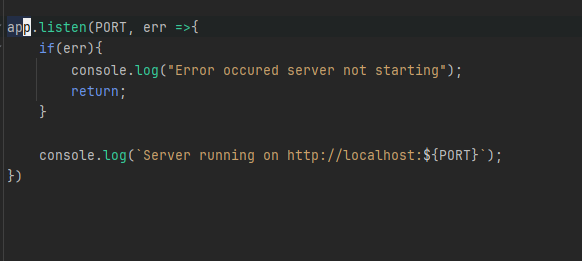 app.listen(PORT, err =>{
    if(err){
        console.log("Error occured server not starting");
        return;
    }
    console.log(`Server running on http://localhost:${PORT}`);
})